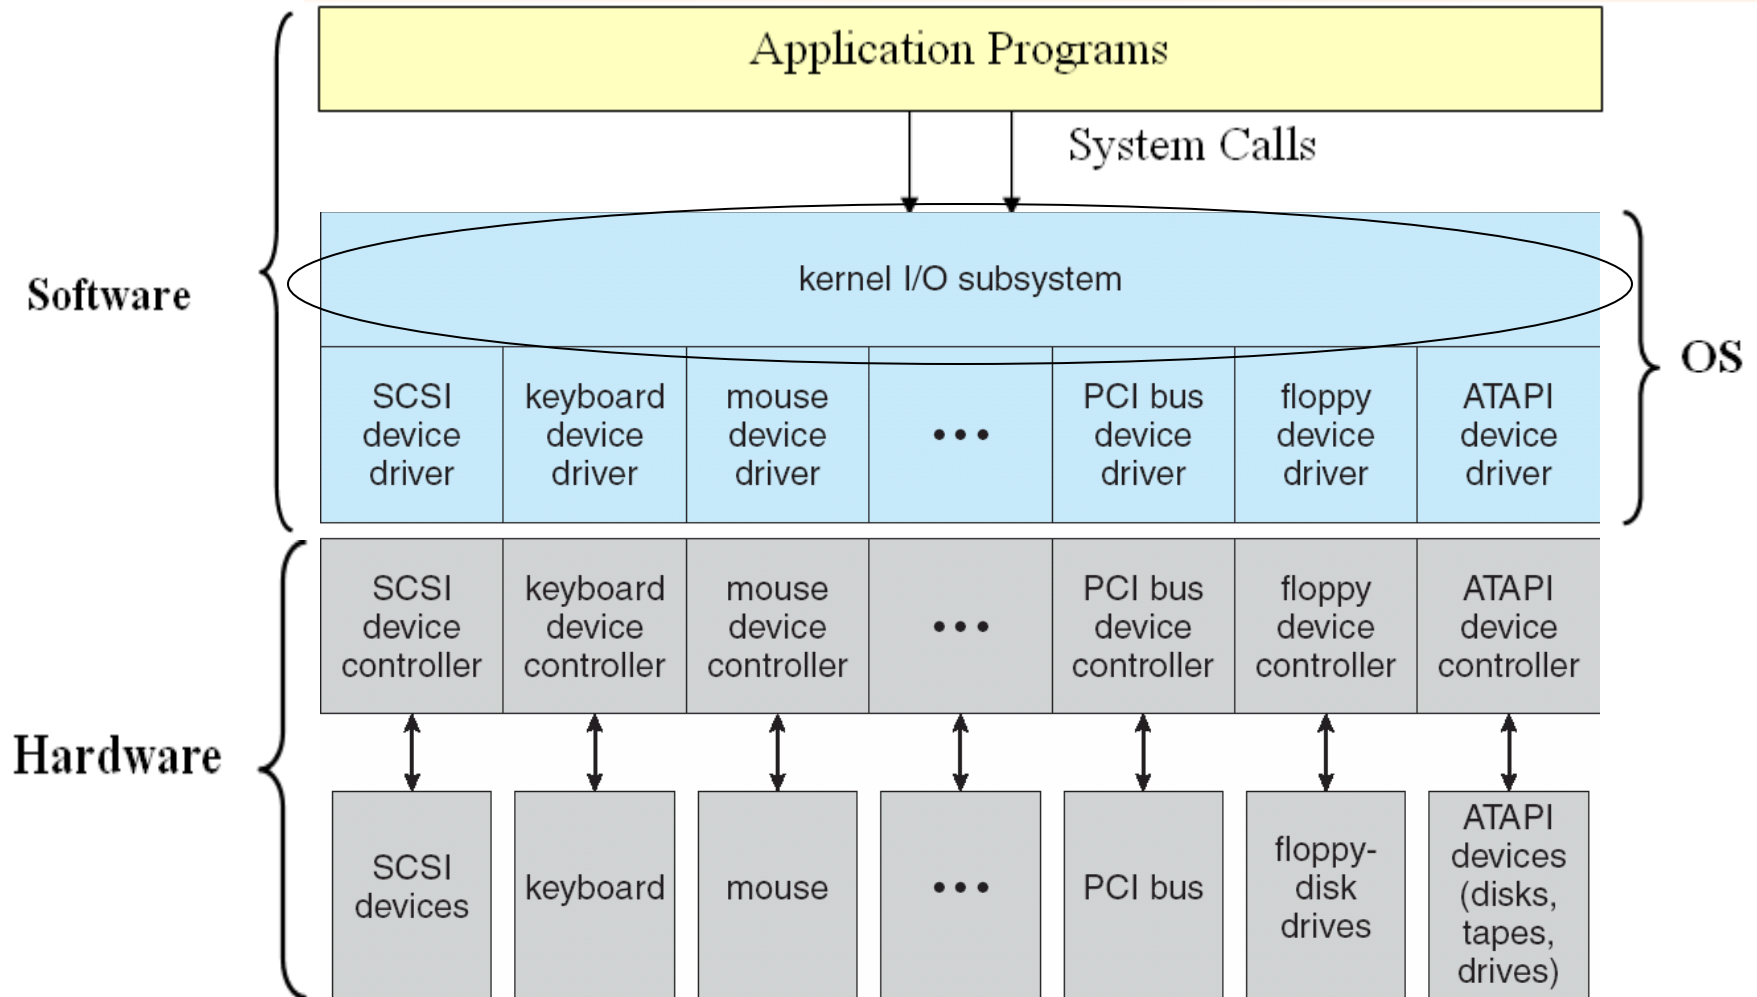 Application Programs
System Calls
kernel I/O subsystem
Software
OS
SCSI
device
driver
keyboard
device
driver
mouse
device
driver
•••
PCI bus
device
driver
floppy
device
driver
ATAPI
device
driver
SCSI
device
controller
keyboard
device
controller
mouse
device
controller
•••
PCI bus
device
controller
floppy
device
controller
ATAPI
device
controller
Hardware
SCSI
devices
keyboard
mouse
•••
PCI bus
floppy-
disk
drives
ATAPI
devices
(disks,
tapes,
drives)